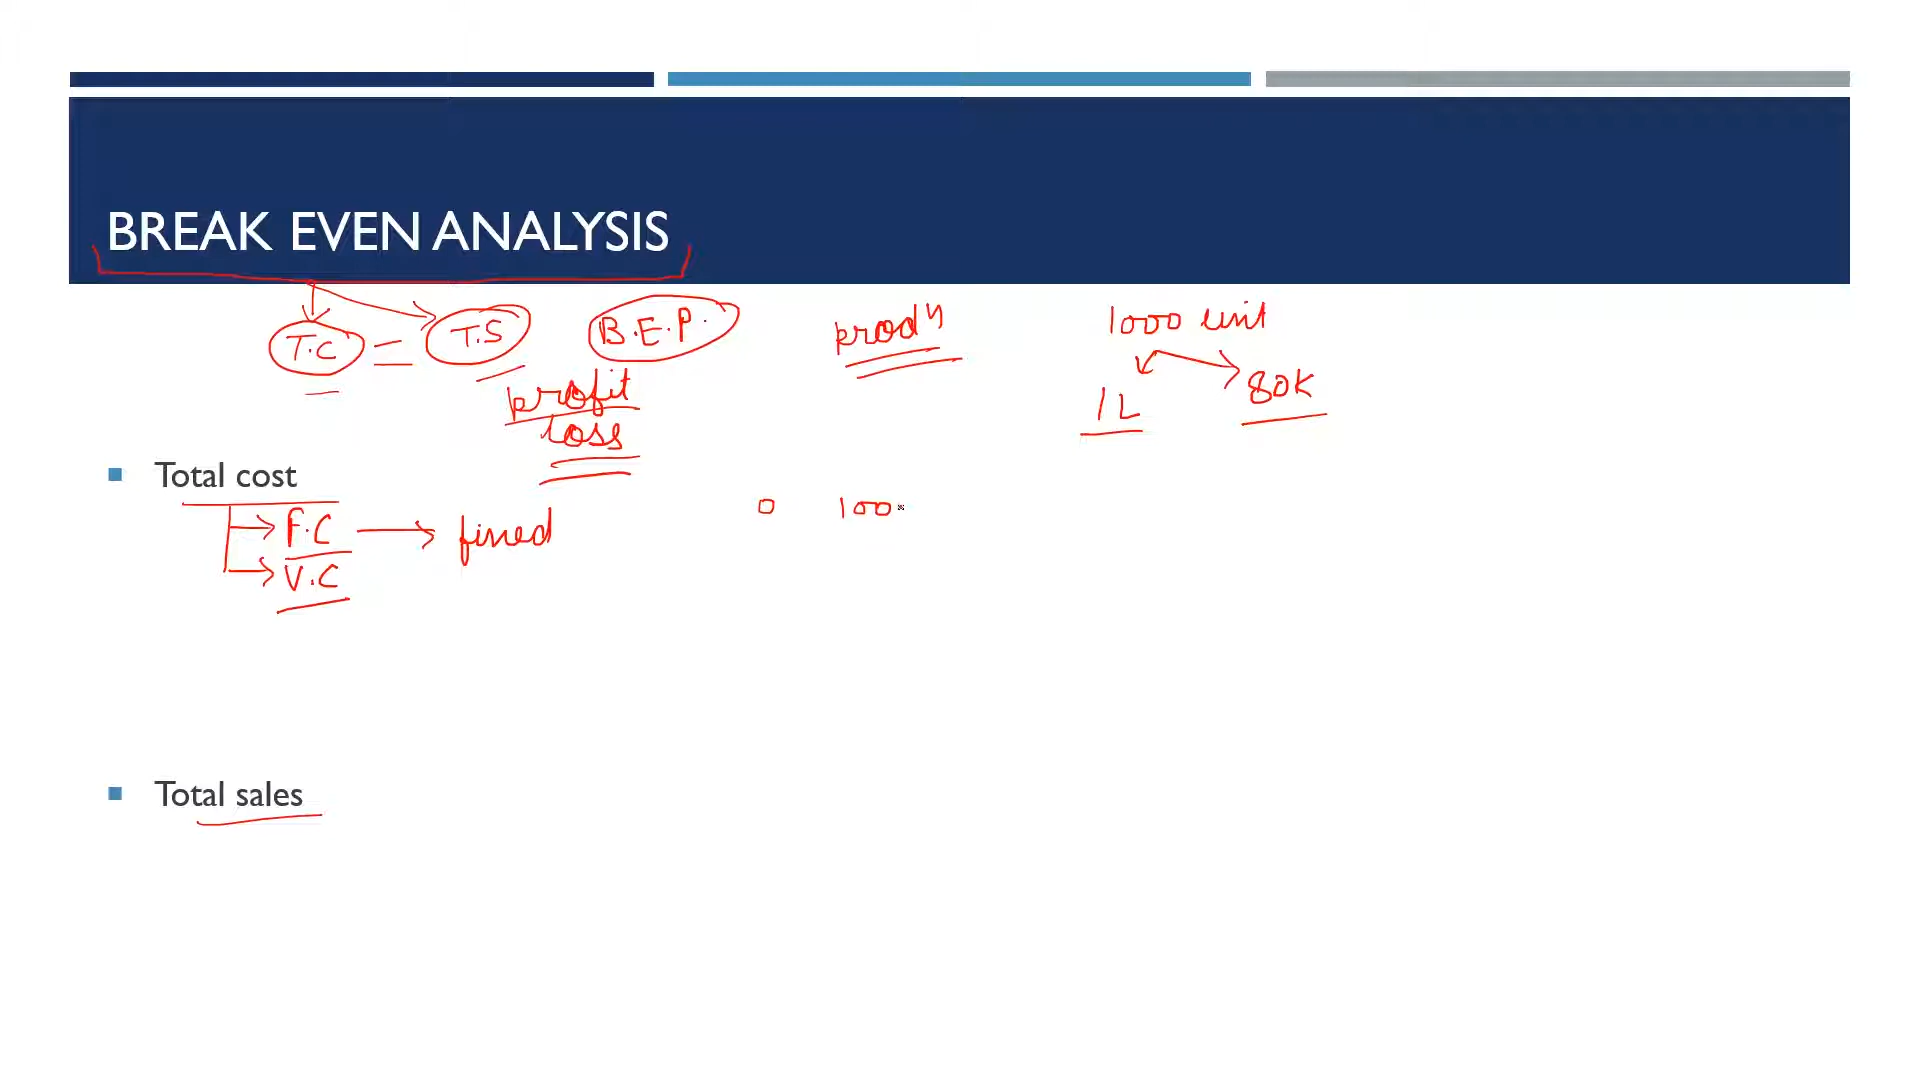 BREAK EVEN ANALYSIS
T.C = T.S B.E.P. prodⁿ 1000 unit
profit 1L 80K
loss
Total cost
F.C → fixed 0 100
V.C
Total sales